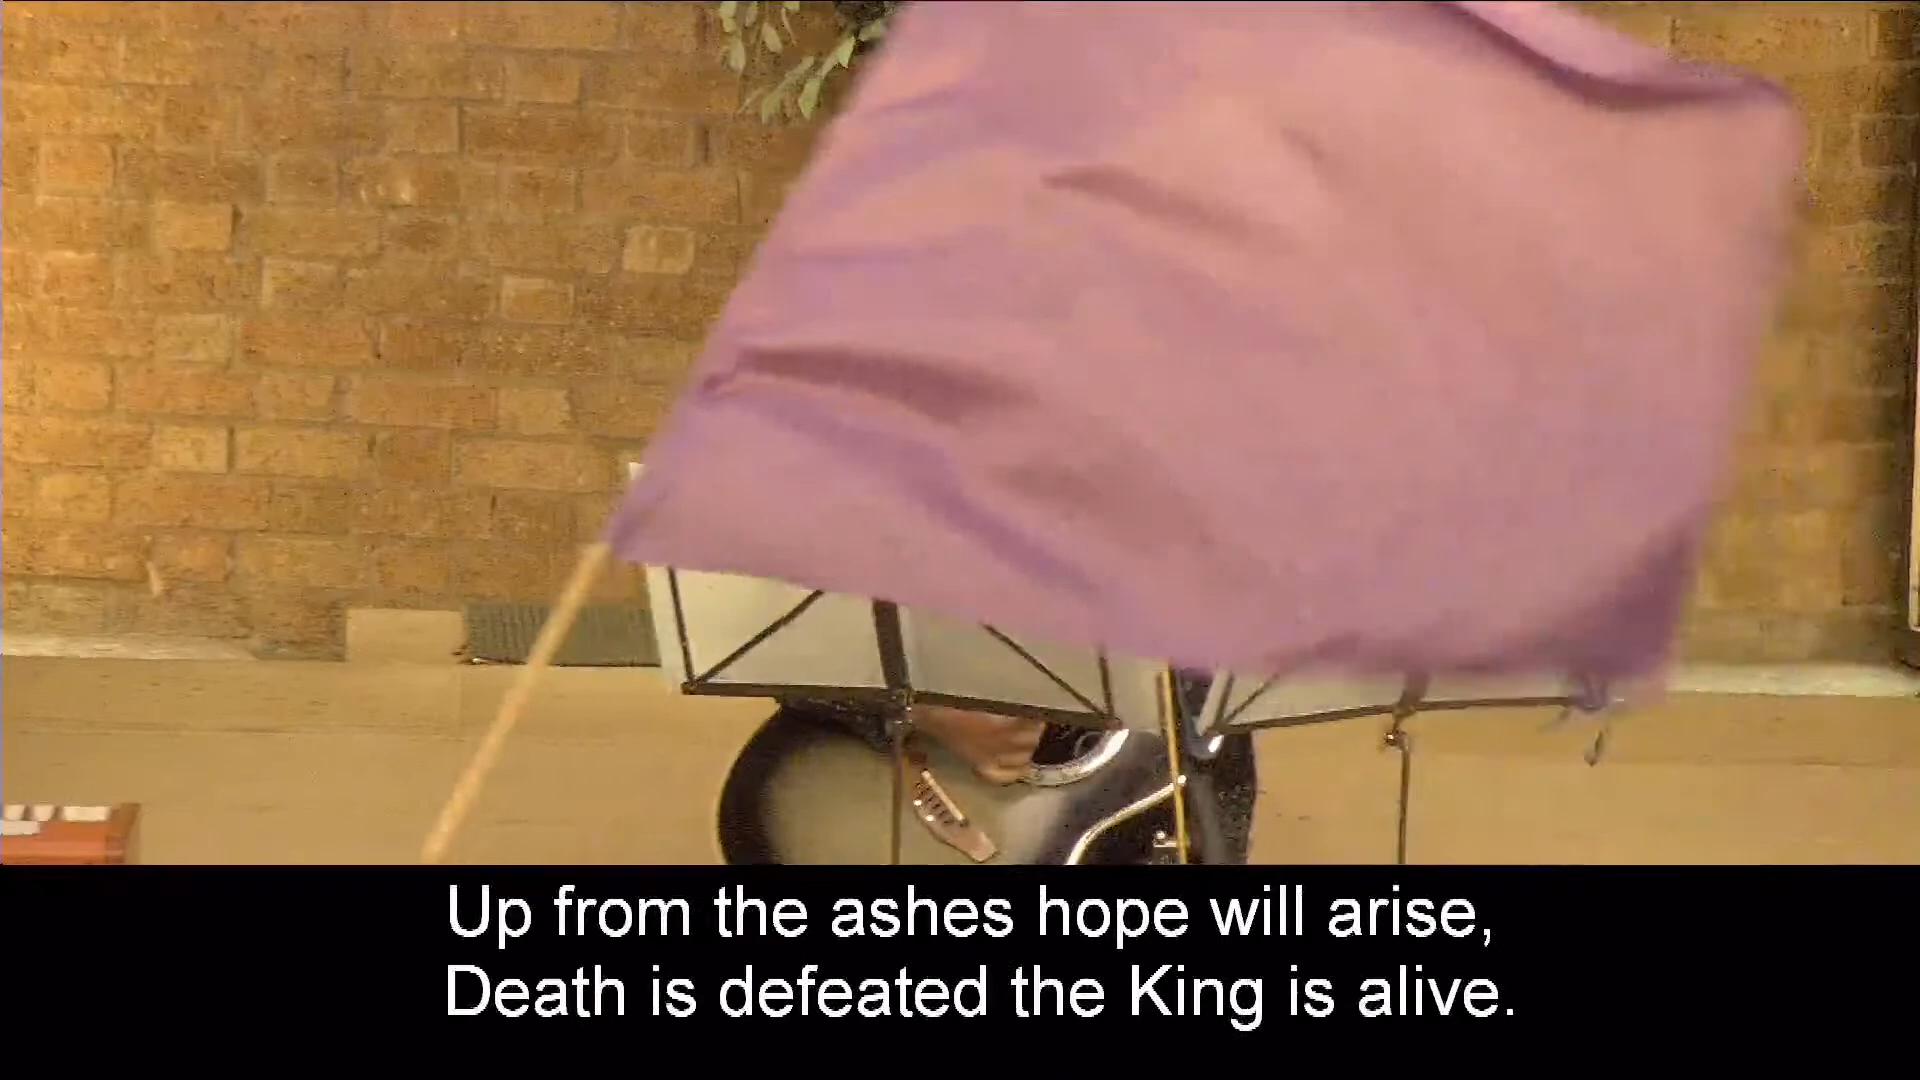 Up from the ashes hope will arise,
Death is defeated the King is alive.